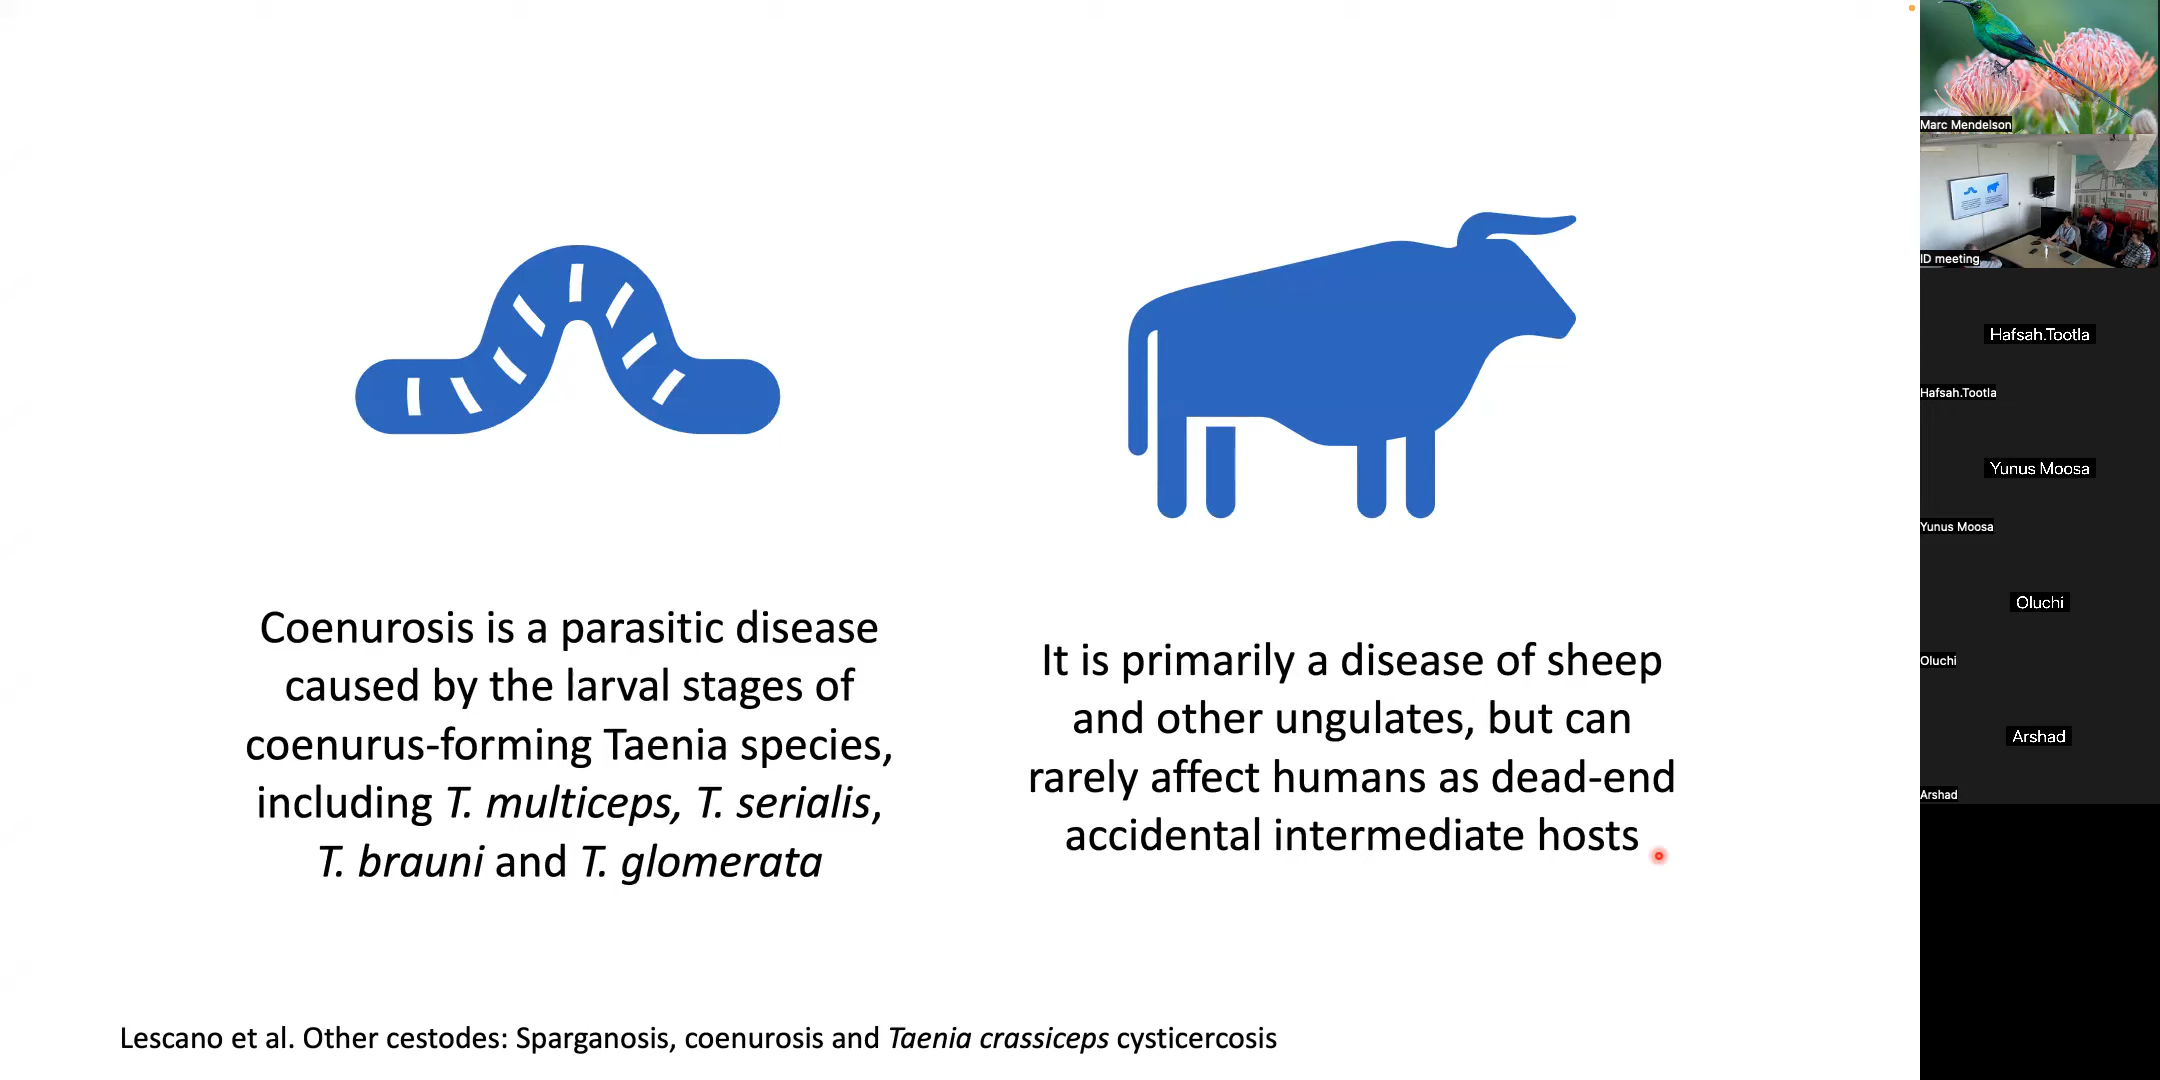 Coenurosis is a parasitic disease
caused by the larval stages of
coenurus-forming Taenia species,
including T. multiceps, T. serialis,
T. brauni and T. glomerata
It is primarily a disease of sheep
and other ungulates, but can
rarely affect humans as dead-end
accidental intermediate hosts
Lescano et al. Other cestodes: Sparganosis, coenurosis and Taenia crassiceps cysticercosis
Marc Mendelson
ID meeting
Hafsah.Tootla
Hafsah.Tootla
Yunus Moosa
Yunus Moosa
Oluchi
Oluchi
Arshad
Arshad